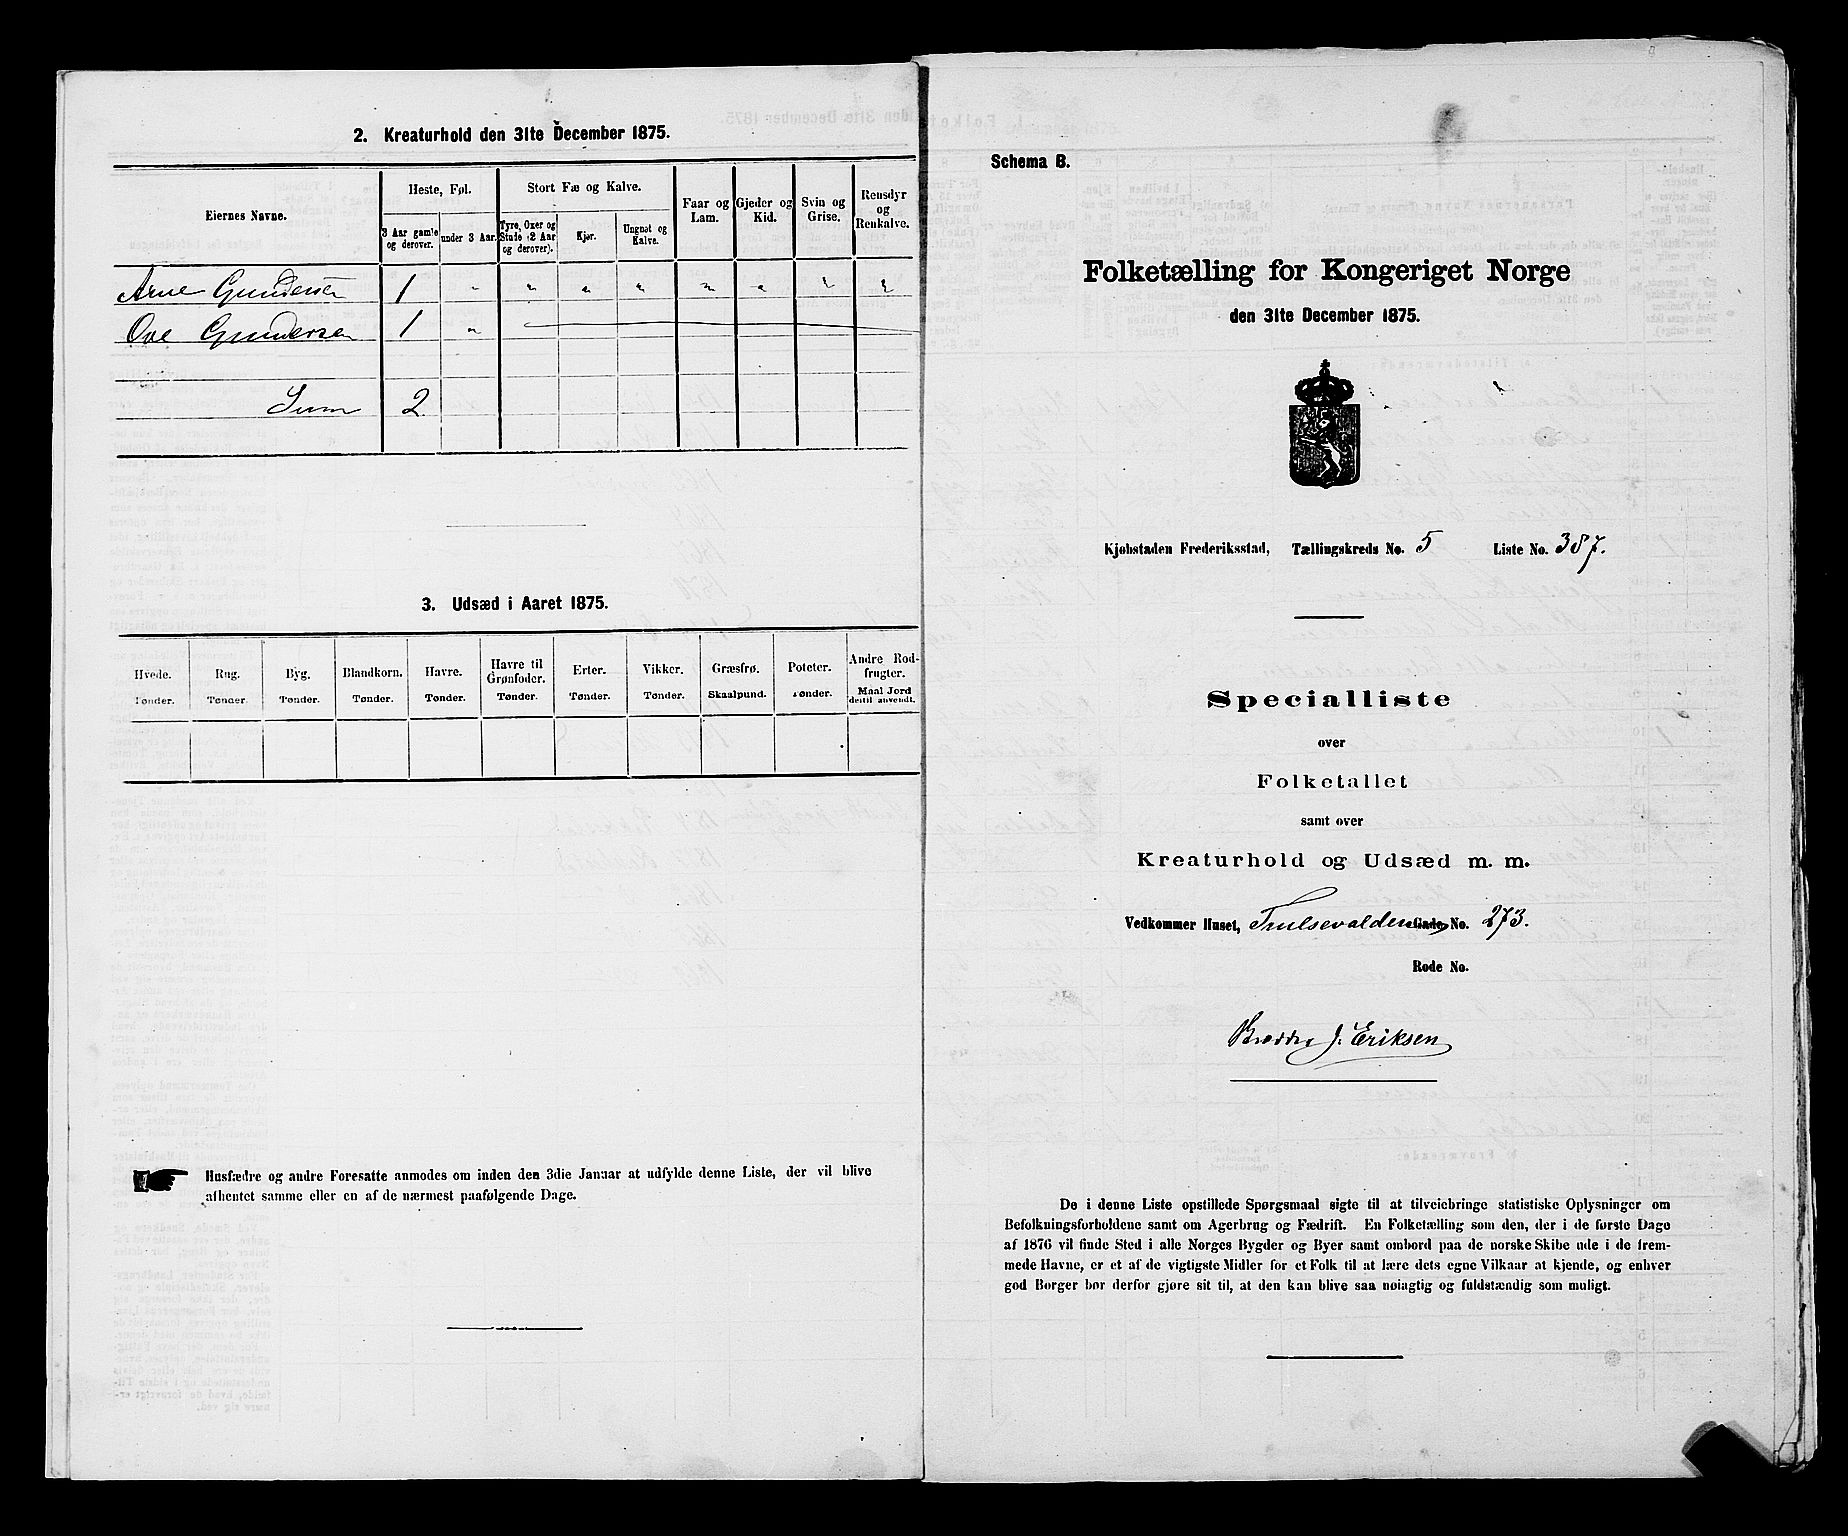 2. Kreaturhold den 31te December 1875.
Eiernes Navne.
Heste, Føl.
3 Aar gamle og derover.
under 3 Aar.
Stort Fæ og Kalve.
Tyre, Oxer og Stude (2 Aar og derover).
Kjør.
Ungnøt og Kalve.
Faar og Lam.
Gjeder og Kid.
Svin og Grise.
Rensdyr og Renkalve.
Arne Gundersen 1 " " " " " " " "
Ove Gundersen 1 "
Sum 2
3. Udsæd i Aaret 1875.
Hvede. Tønder.
Rug. Tønder.
Byg. Tønder.
Blandkorn. Tønder.
Havre. Tønder.
Havre til Grønfoder. Tønder.
Erter. Tønder.
Vikker. Tønder.
Græsfrø. Skaalpund.
Poteter. Tønder.
Andre Rodfrugter. Maal Jord dertil anvendt.
Husfædre og andre Foresatte anmodes om inden den 3die Januar at udfylde denne Liste, der vil blive
afhentet samme eller en af de nærmest paafølgende Dage.
Schema B.
Folketælling for Kongeriget Norge
den 31te December 1875.
Kjøbstaden Frederiksstad, Tællingskreds No. 5 Liste No. 387.
Specialliste
over
Folketallet
samt over
Kreaturhold og Udsæd m. m.
Vedkommer Huset, Trulsevalden Gade No. 273.
Rode No.
J. Eriksen
De i denne Liste opstillede Spørgsmaal sigte til at tilveiebringe statistiske Oplysninger om
Befolkningsforholdene samt om Agerbrug og Fædrift. En Folketælling som den, der i de første Dage
af 1876 vil finde Sted i alle Norges Bygder og Byer samt ombord paa de norske Skibe ude i de frem-
mede Havne, er et af de vigtigste Midler for et Folk til at lære dets egne Vilkaar at kjende, og enhver
god Borger bør derfor gjøre sit til, at den kan blive saa nøiagtig og fuldstændig som muligt.